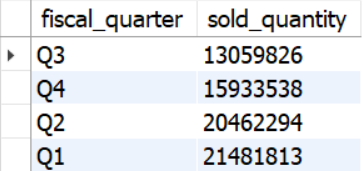 fiscal_quarter sold_quantity
Q3 13059826
Q4 15933538
Q2 20462294
Q1 21481813